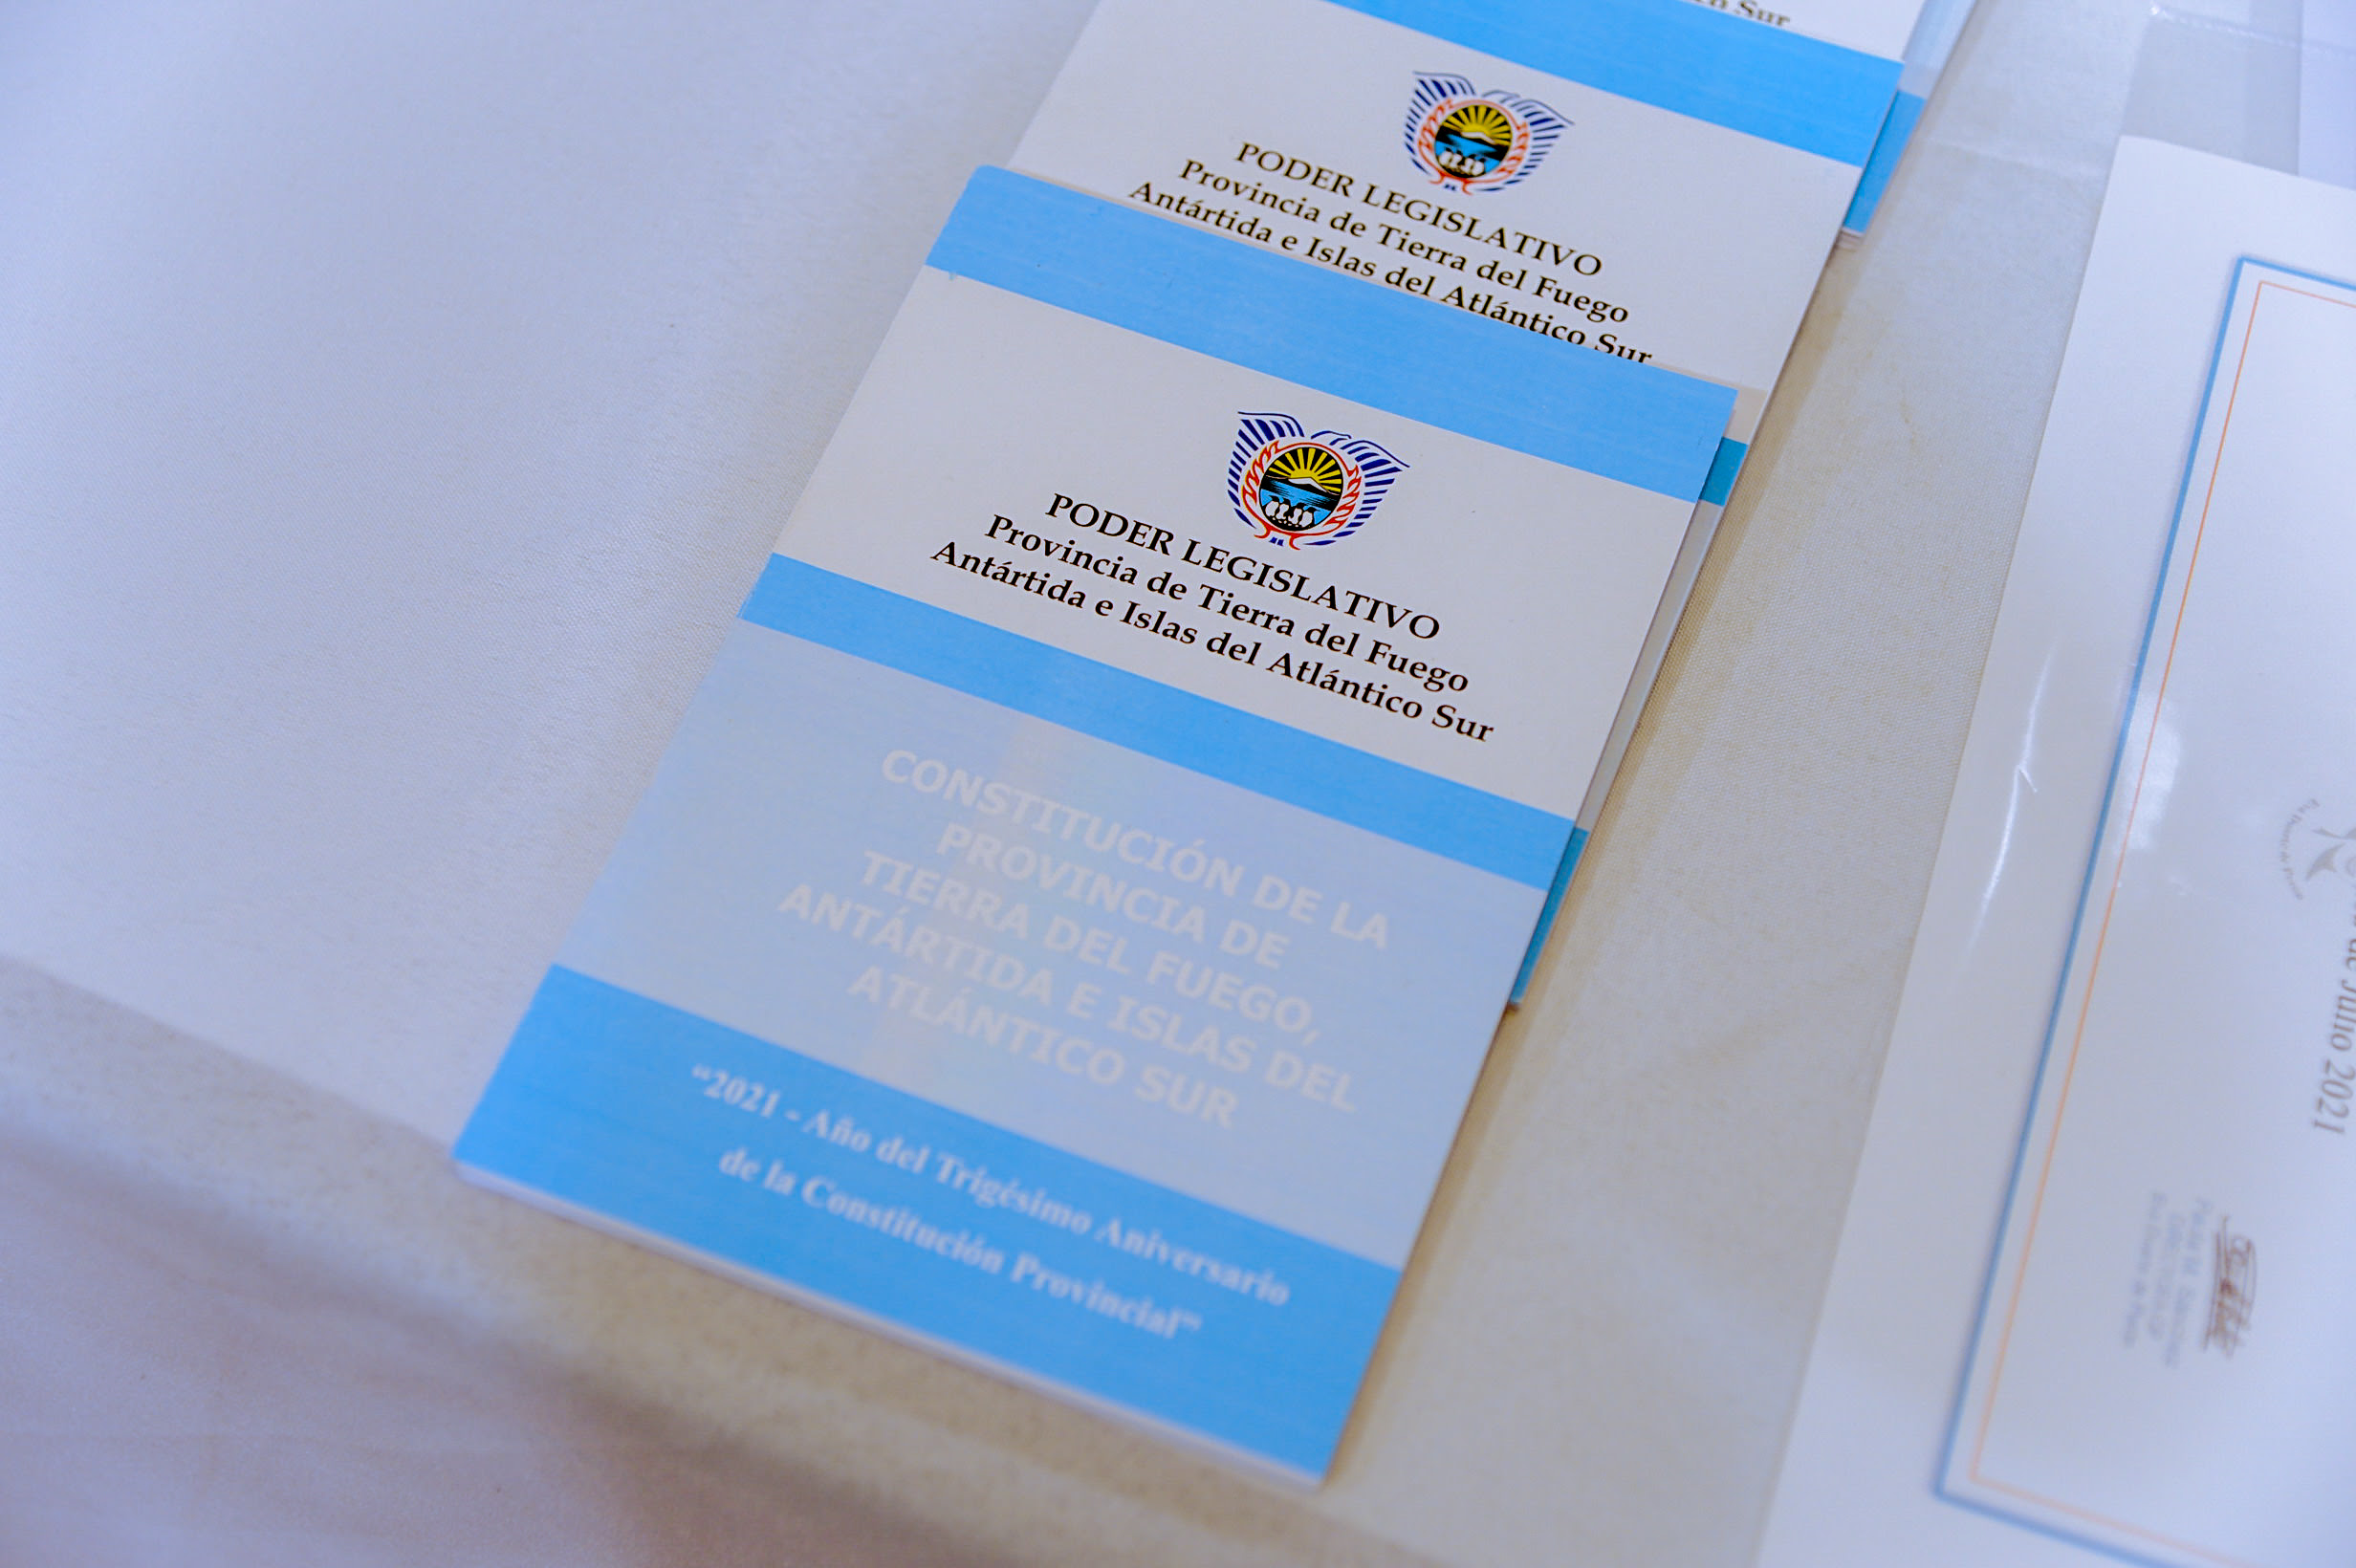 co Sur
PODER LEGISLATIVO
Provincia de Tierra del Fuego
Antártida e Islas del Atlántico Sur
PODER LEGISLATIVO
Provincia de Tierra del Fuego
Antártida e Islas del Atlántico Sur
CONSTITUCIÓN DE LA
PROVINCIA DE
TIERRA DEL FUEGO,
ANTÁRTIDA E ISLAS DEL
ATLÁNTICO SUR
“2021 - Año del Trigésimo Aniversario
de la Constitución Provincial”
de Julio 2021